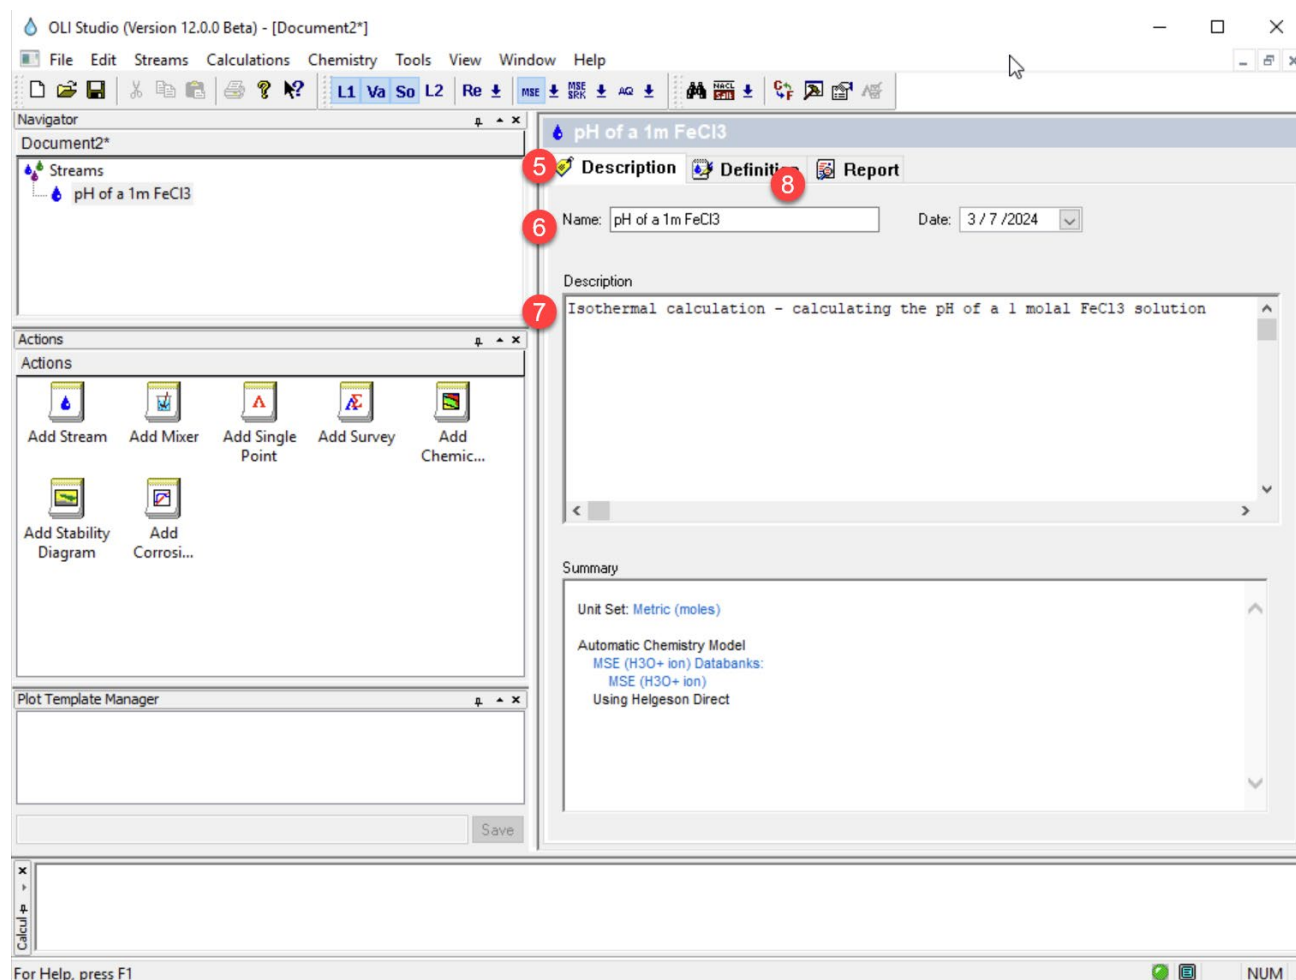 OLI Studio (Version 12.0.0 Beta) - [Document2*]
File Edit Streams Calculations Chemistry Tools View Window Help
L1 Va So L2 Re MSE MSE SRK AQ NACL Salt C F
Navigator
Document2*
Streams
pH of a 1m FeCl3
Actions
Actions
Add Stream
Add Mixer
Add Single Point
Add Survey
Add Chemic...
Add Stability Diagram
Add Corrosi...
Plot Template Manager
Save
pH of a 1m FeCl3
5 Description Definition 8 Report
6 Name: pH of a 1m FeCl3 Date: 3 / 7 /2024
Description
7 Isothermal calculation - calculating the pH of a 1 molal FeCl3 solution
Summary
Unit Set: Metric (moles)
Automatic Chemistry Model
MSE (H3O+ ion) Databanks:
MSE (H3O+ ion)
Using Helgeson Direct
Calcul
For Help, press F1 NUM